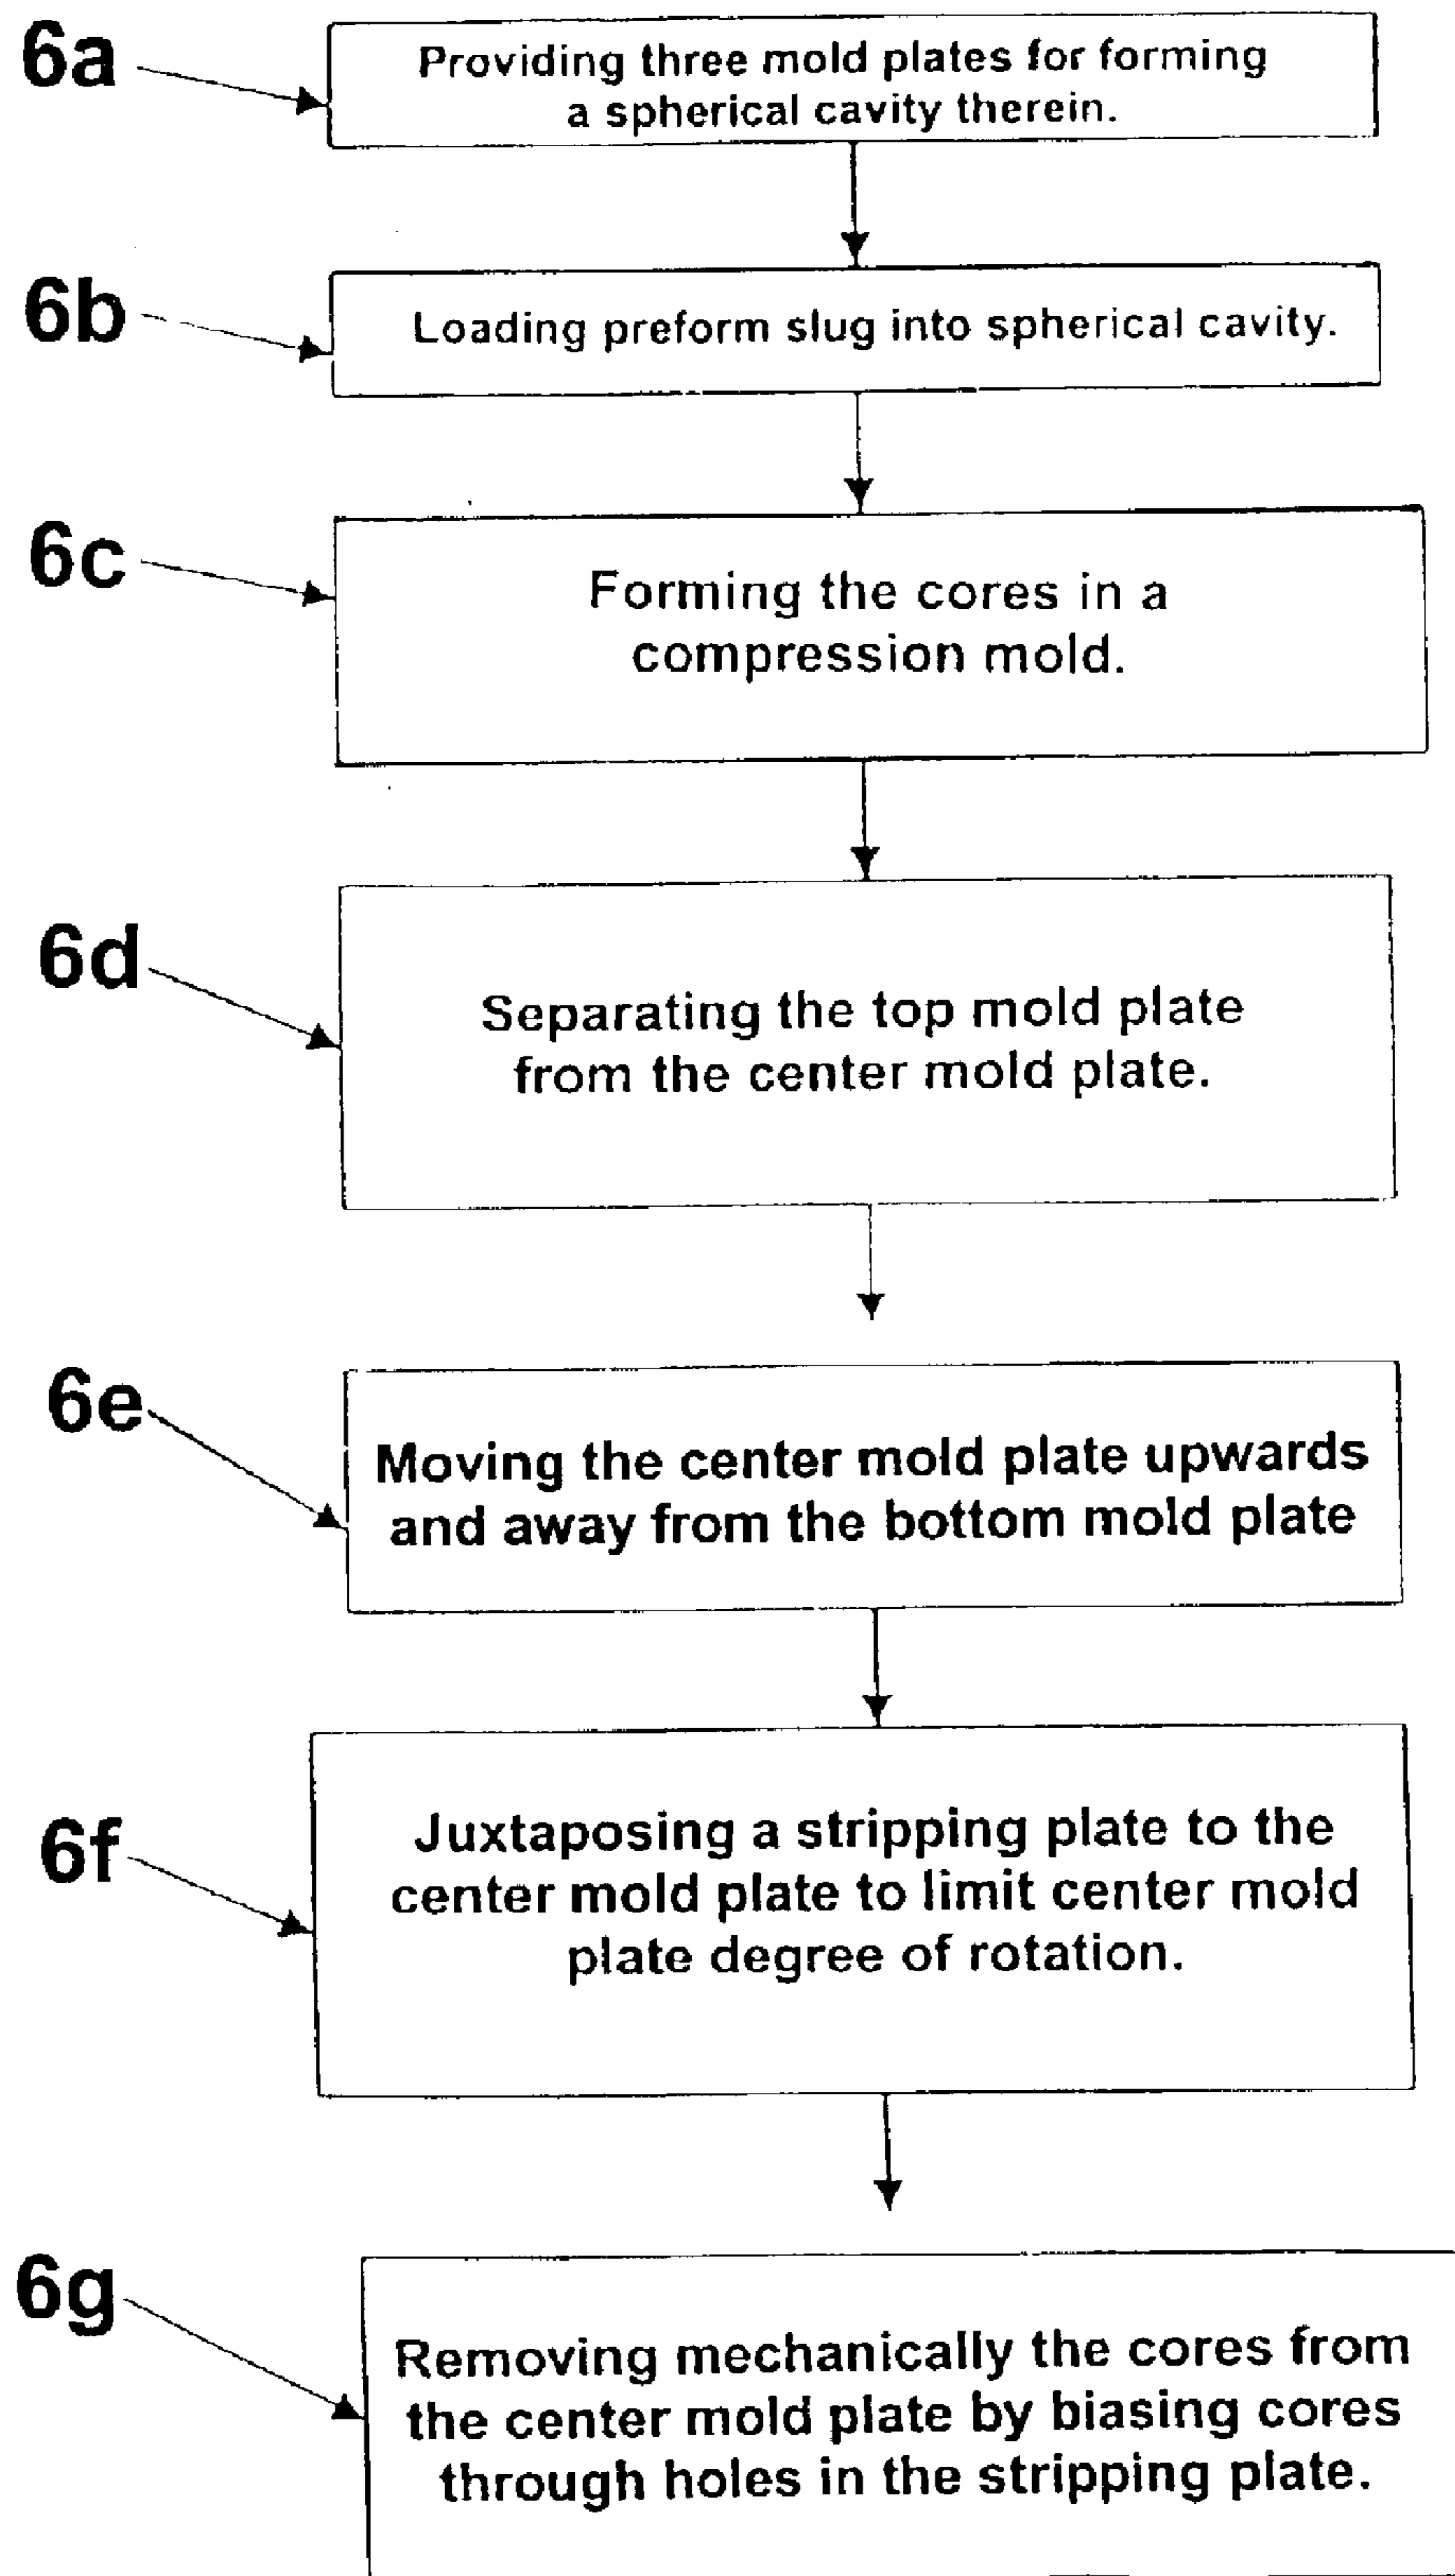 6a
Providing three mold plates for forming
a spherical cavity therein.
6b
Loading preform slug into spherical cavity.
6c
Forming the cores in a
compression mold.
6d
Separating the top mold plate
from the center mold plate.
6e
Moving the center mold plate upwards
and away from the bottom mold plate
6f
Juxtaposing a stripping plate to the
center mold plate to limit center mold
plate degree of rotation.
6g
Removing mechanically the cores from
the center mold plate by biasing cores
through holes in the stripping plate.